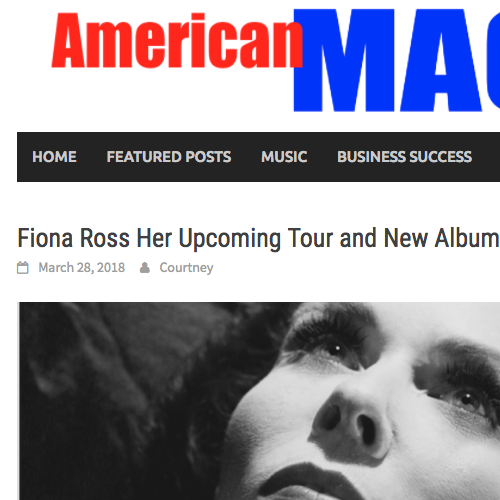 American MA
HOME FEATURED POSTS MUSIC BUSINESS SUCCESS
Fiona Ross Her Upcoming Tour and New Album
March 28, 2018 Courtney